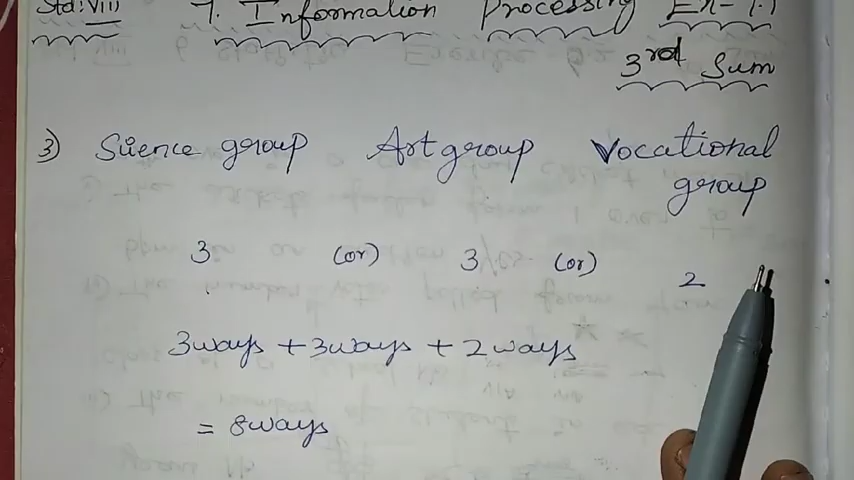 Std: VIII 7. Information Processing Ex-7.1
3rd Sum
3) Science group Art group Vocational
group
3 (or) 3 (or) 2
3ways + 3ways + 2ways
= 8ways